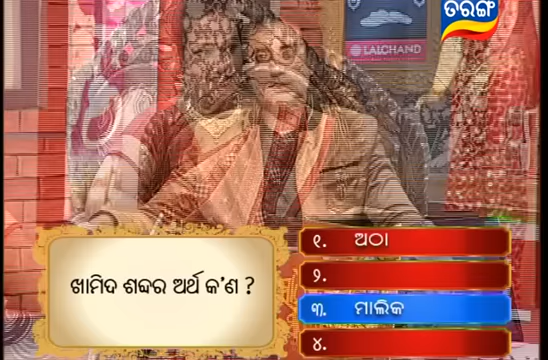 ତରଙ୍ଗ
LALCHAND
ଖାମିଦ ଶବ୍ଦର ଅର୍ଥ କ'ଣ ?
୧. ଅଠା
୨.
୩. ମାଲିକ
୪.